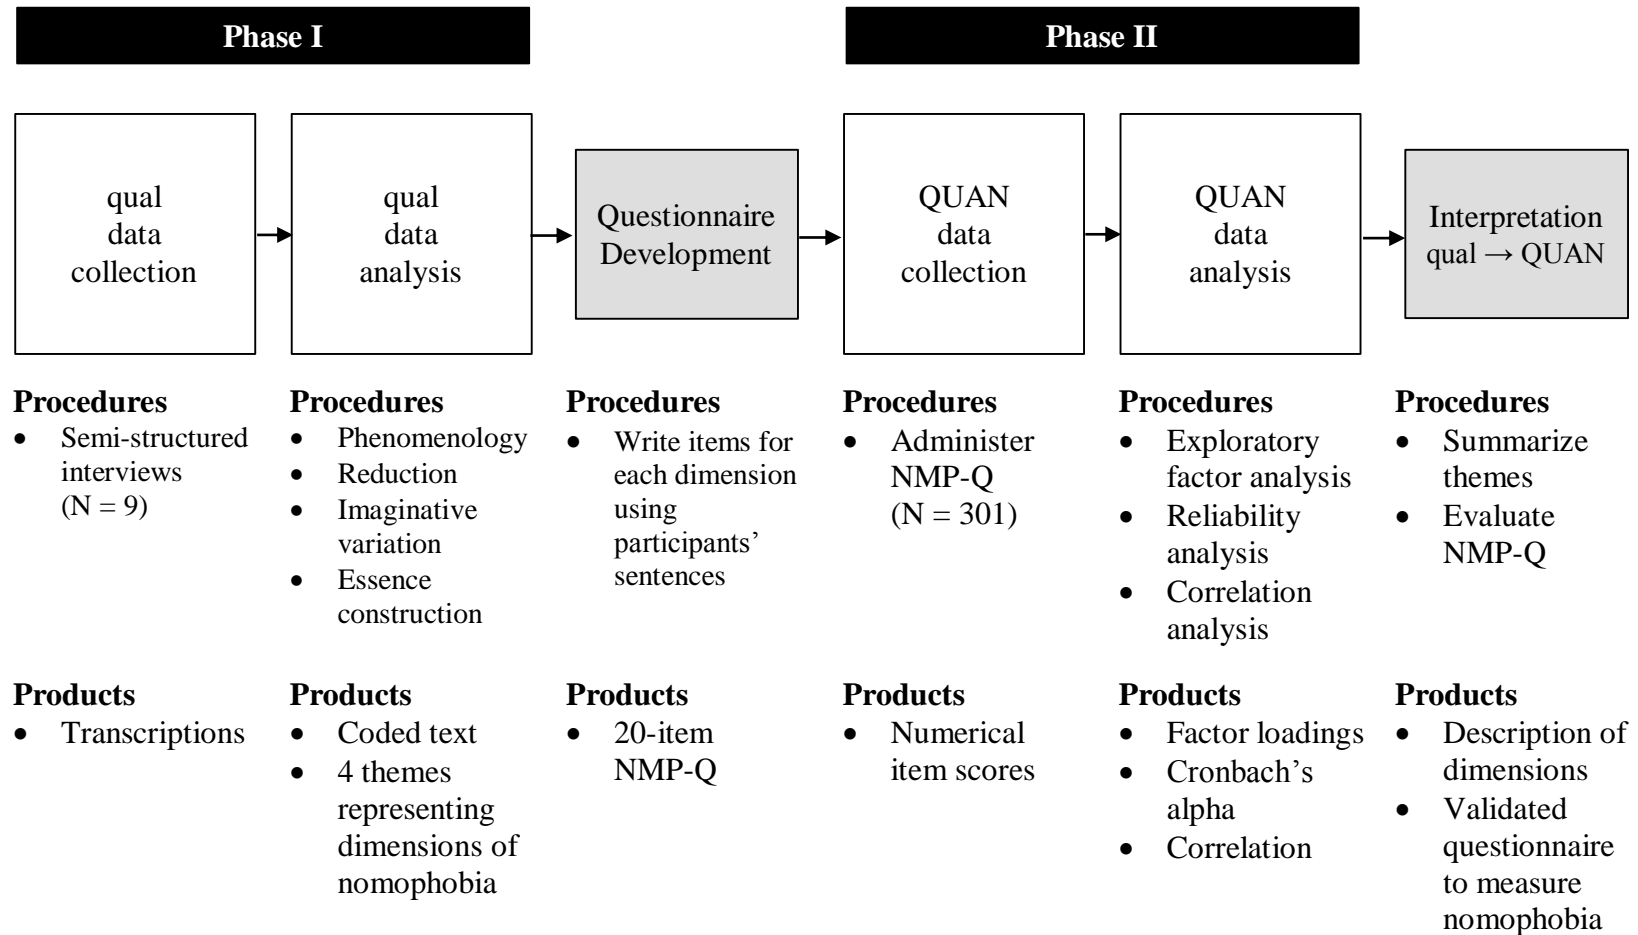 Phase I
Phase II
qual
data
collection
qual
data
analysis
Questionnaire
Development
QUAN
data
collection
QUAN
data
analysis
Interpretation
qual → QUAN
Procedures
• Semi-structured
interviews
(N = 9)
Procedures
• Phenomenology
• Reduction
• Imaginative
variation
• Essence
construction
Procedures
• Write items for
each dimension
using
participants’
sentences
Procedures
• Administer
NMP-Q
(N = 301)
Procedures
• Exploratory
factor analysis
• Reliability
analysis
• Correlation
analysis
Procedures
• Summarize
themes
• Evaluate
NMP-Q
Products
• Transcriptions
Products
• Coded text
• 4 themes
representing
dimensions of
nomophobia
Products
• 20-item
NMP-Q
Products
• Numerical
item scores
Products
• Factor loadings
• Cronbach’s
alpha
• Correlation
Products
• Description of
dimensions
• Validated
questionnaire
to measure
nomophobia